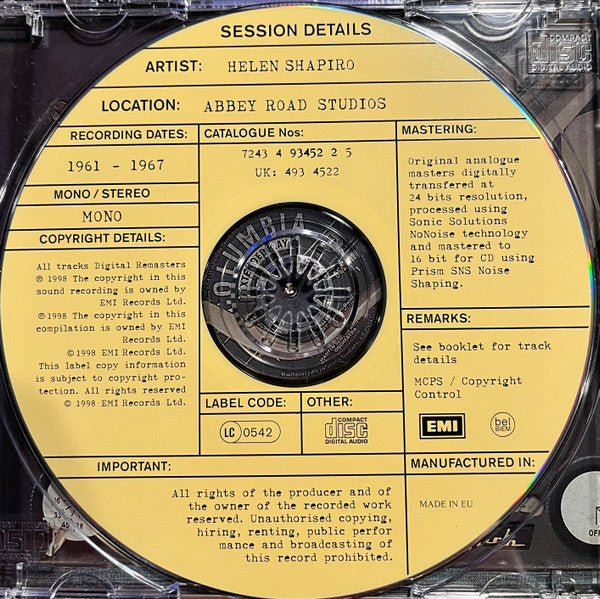 SESSION DETAILS
ARTIST: HELEN SHAPIRO
LOCATION: ABBEY ROAD STUDIOS
RECORDING DATES:
1961 - 1967
MONO / STEREO
MONO
COPYRIGHT DETAILS:
All tracks Digital Remasters
℗ 1998 The copyright in this
sound recording is owned by
EMI Records Ltd.
℗ 1998 The copyright in this
compilation is owned by EMI
Records Ltd.
© 1998 EMI Records Ltd.
This label copy information
is subject to copyright pro-
tection. All rights reserved
© 1998 EMI Records Ltd.
CATALOGUE Nos:
7243 4 93452 2 5
UK: 493 4522
MASTERING:
Original analogue
masters digitally
transfered at
24 bits resolution,
processed using
Sonic Solutions
NoNoise technology
and mastered to
16 bit for CD using
Prism SNS Noise
Shaping.
REMARKS:
See booklet for track
details
MCPS / Copyright
Control
EMI
bel
BIEM
LABEL CODE:
LC 0542
OTHER:
COMPACT
disc
DIGITAL AUDIO
IMPORTANT:
All rights of the producer and of
the owner of the recorded work
reserved. Unauthorised copying,
hiring, renting, public perfor
mance and broadcasting of
this record prohibited.
MANUFACTURED IN:
MADE IN EU
COMPACT
disc
DIGITAL AUDIO
COLUMBIA